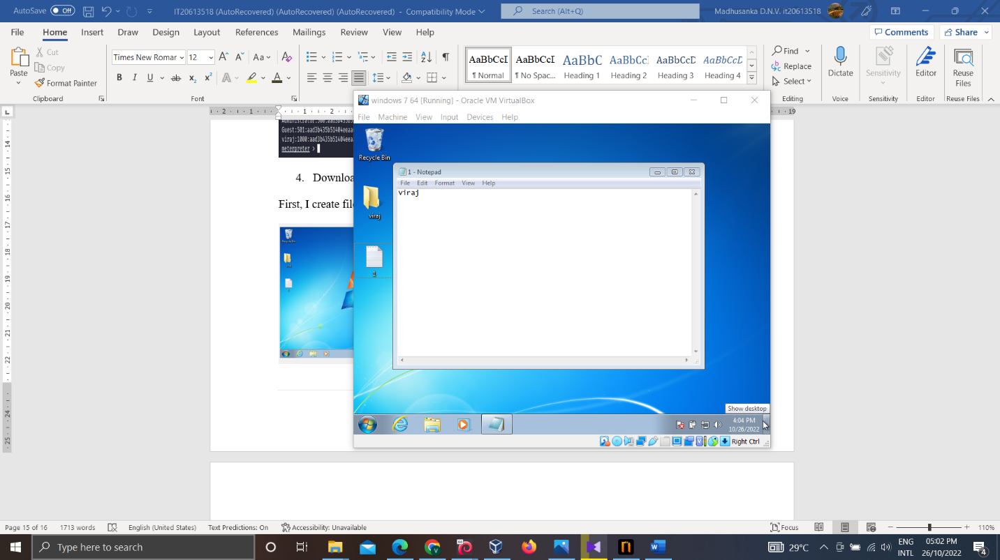 AutoSave Off IT20613518 (AutoRecovered) (AutoRecovered) (AutoRecovered) - Compatibility Mode Search (Alt+Q) Madhusanka D.N.V. it20613518
File Home Insert Draw Design Layout References Mailings Review View Help Comments Share
Paste Cut Copy Format Painter
Times New Roman 12 Aa
B I U ab x₂ x² A A
AaBbCcI AaBbCcI AaBbC AaBbCc AaBbCcD AaBbCcD
¶ Normal ¶ No Spac... Heading 1 Heading 2 Heading 3 Heading 4
Find Replace Select Dictate Sensitivity Editor Reuse Files
Clipboard Font Editing Voice Sensitivity Editor Reuse Files
windows 7 64 [Running] - Oracle VM VirtualBox
File Machine View Input Devices Help
Guest:501:aad3b435b51404eeaa
viraj:1000:aad3b435b51404eea
meterpreter >
4. Downloa
First, I create fil
Recycle Bin
viraj
1
1 - Notepad
File Edit Format View Help
viraj
Show desktop
4:04 PM
10/26/2022
Right Ctrl
Page 15 of 16 1713 words English (United States) Text Predictions: On Accessibility: Unavailable Focus 110%
Type here to search 29°C ENG INTL 05:02 PM 26/10/2022 4